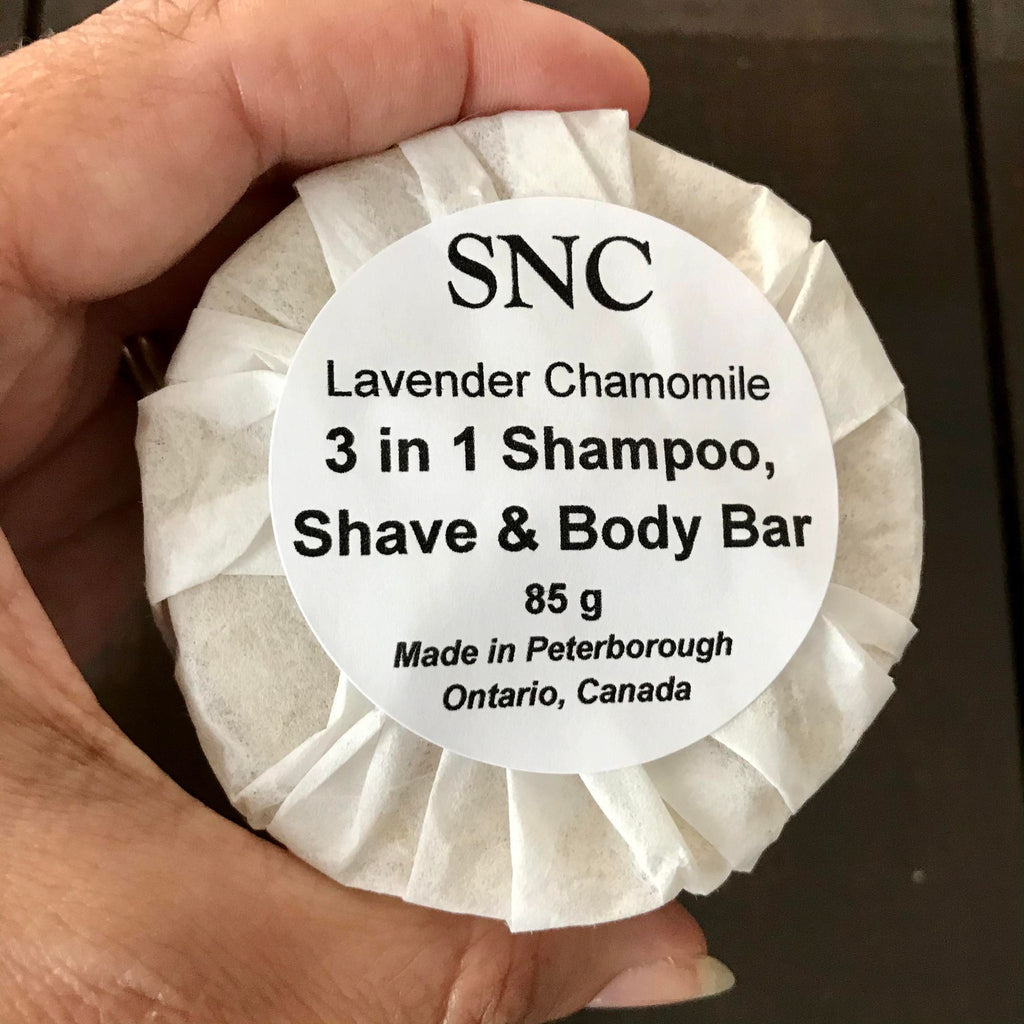 SNC
Lavender Chamomile
3 in 1 Shampoo,
Shave & Body Bar
85 g
Made in Peterborough
Ontario, Canada